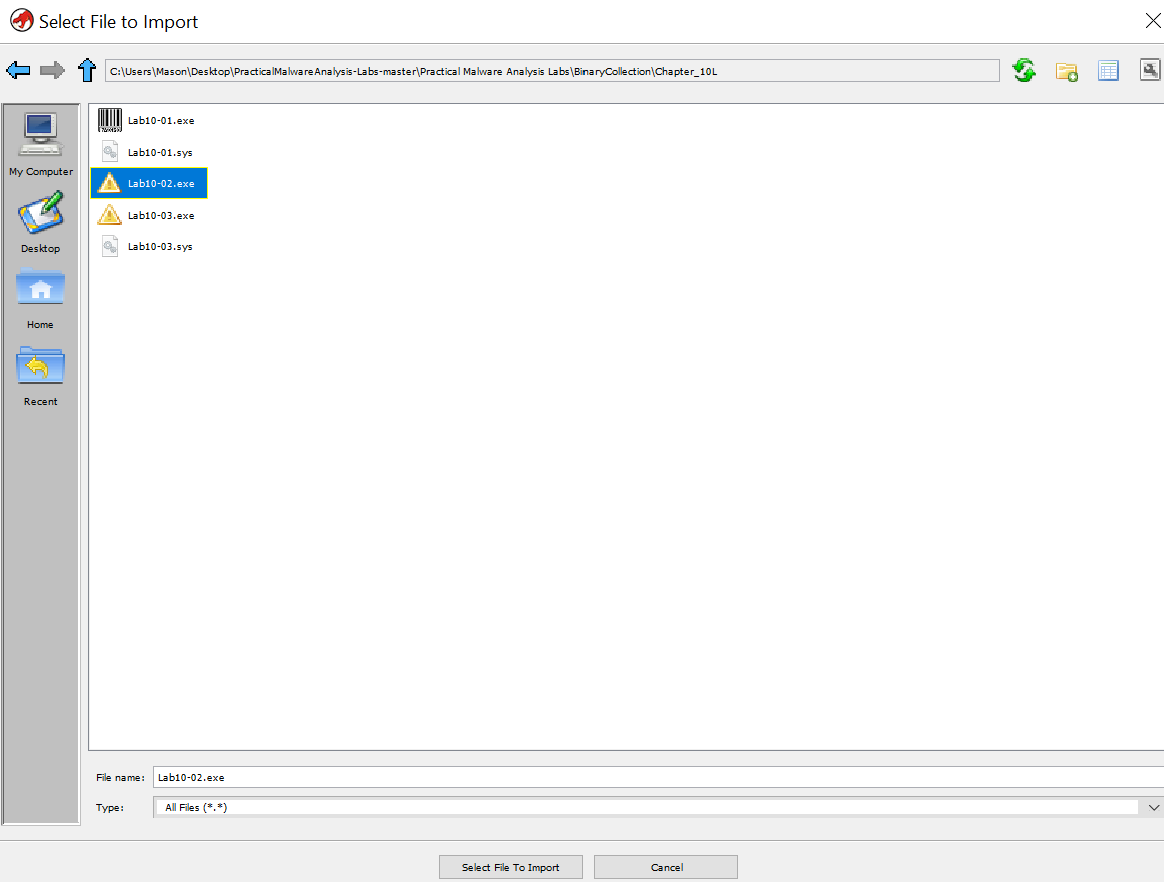 Select File to Import
C:\Users\Mason\Desktop\PracticalMalwareAnalysis-Labs-master\Practical Malware Analysis Labs\BinaryCollection\Chapter_10L
My Computer
Desktop
Home
Recent
Lab10-01.exe
Lab10-01.sys
Lab10-02.exe
Lab10-03.exe
Lab10-03.sys
File name: Lab10-02.exe
Type: All Files (*.*)
Select File To Import Cancel